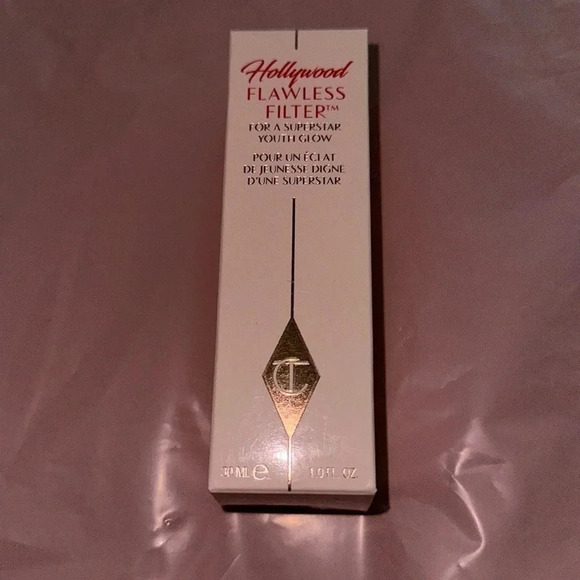 Hollywood
FLAWLESS
FILTER™
FOR A SUPERSTAR
YOUTH GLOW
POUR UN ÉCLAT
DE JEUNESSE DIGNE
D'UNE SUPERSTAR
CT
30 ML ℮ 1.0 FL. OZ